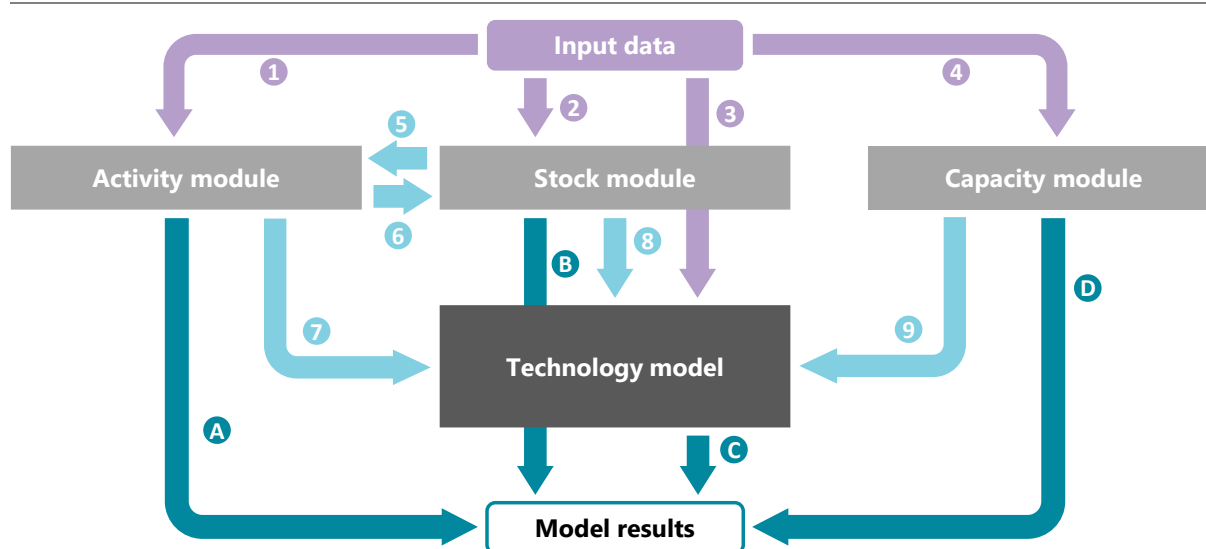 Input data
1
4
2
3
5
Activity module
Stock module
Capacity module
6
8
B
D
7
9
Technology model
A
C
Model results